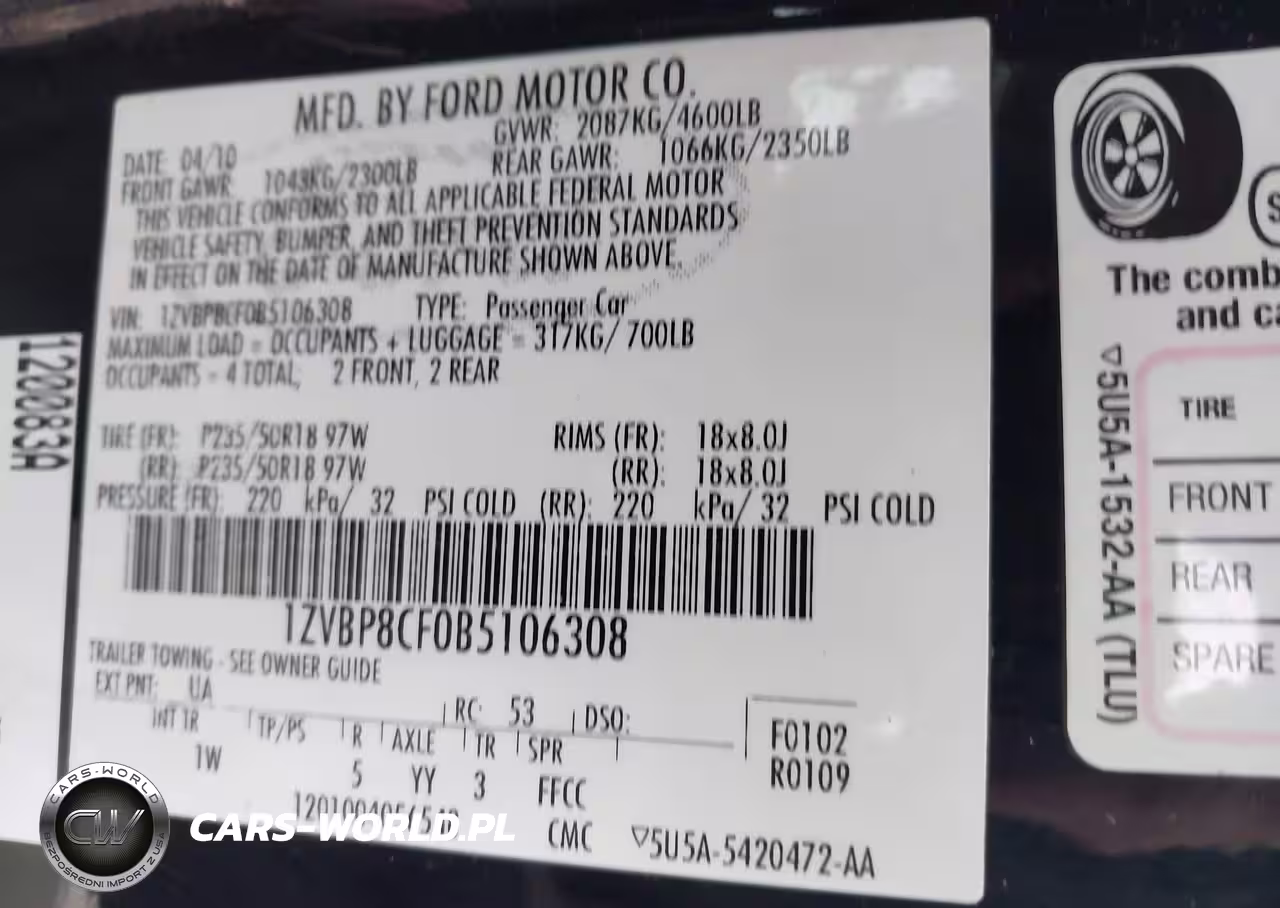 MFD. BY FORD MOTOR CO.
DATE: 04/10 GVWR: 2087KG/4600LB
FRONT GAWR: 1043KG/2300LB REAR GAWR: 1066KG/2350LB
THIS VEHICLE CONFORMS TO ALL APPLICABLE FEDERAL MOTOR
VEHICLE SAFETY, BUMPER, AND THEFT PREVENTION STANDARDS
IN EFFECT ON THE DATE OF MANUFACTURE SHOWN ABOVE.
VIN: 1ZVBP8CF0B5106308 TYPE: Passenger Car
MAXIMUM LOAD = OCCUPANTS + LUGGAGE = 317KG/ 700LB
OCCUPANTS = 4 TOTAL, 2 FRONT, 2 REAR
TIRE (FR): P235/50R18 97W RIMS (FR): 18x8.0J
(RR): P235/50R18 97W (RR): 18x8.0J
PRESSURE (FR): 220 kPa/ 32 PSI COLD (RR): 220 kPa/ 32 PSI COLD
1ZVBP8CF0B5106308
TRAILER TOWING - SEE OWNER GUIDE
EXT PNT: UA RC: 53 DSO:
INT TR TP/PS R AXLE TR SPR
1W 5 YY 3 FFCC
F0102
R0109
CMC ▽5U5A-5420472-AA
120083A
The comb
and ca
▽5U5A-1532-AA (TLU)
TIRE
FRONT
REAR
SPARE
CARS-WORLD
CW
BEZPOŚREDNI IMPORT Z USA
CARS-WORLD.PL